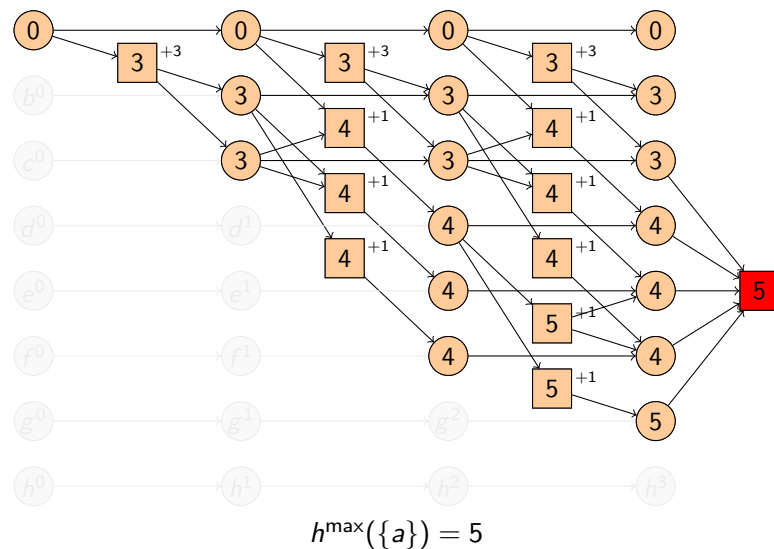 0 0 0 0
3 +3 3 +3 3 +3
b⁰ 3 3 3
4 +1 4 +1
c⁰ 3 3 3
4 +1 4 +1
d⁰ d¹ 4 4
4 +1 4 +1
e⁰ e¹ 4 4 5
5 +1
f⁰ f¹ 4 4
5 +1
g⁰ g¹ g² 5
h⁰ h¹ h² h³
hᵐᵃˣ({a}) = 5